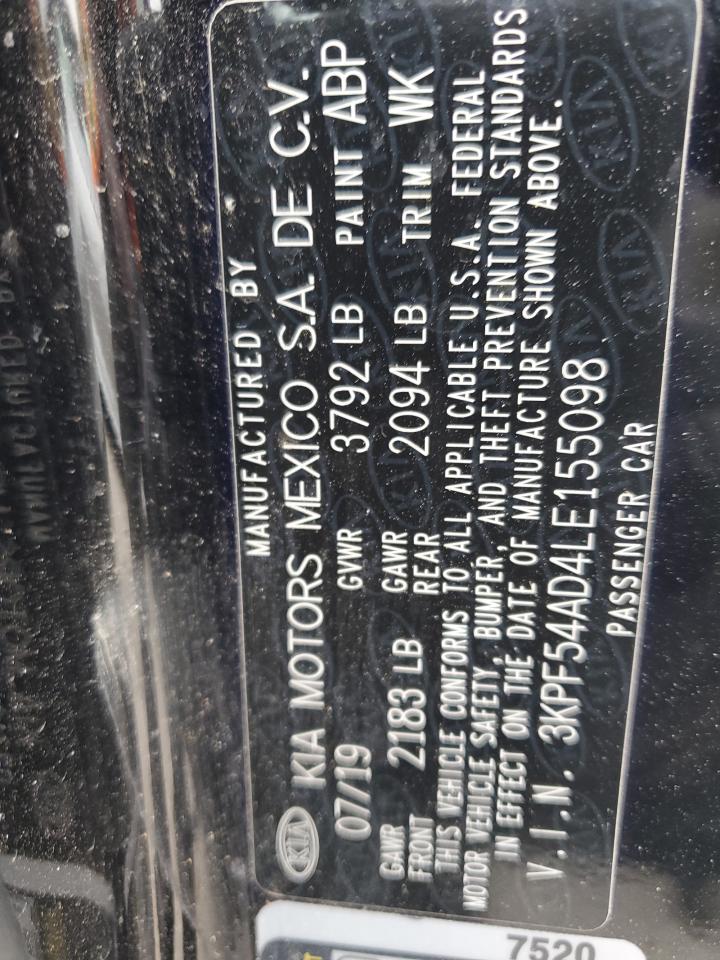 MANUFACTURED BY
KIA KIA MOTORS MEXICO S.A. DE C.V.
07/19 GVWR 3792 LB PAINT ABP
GAWR FRONT 2183 LB GAWR REAR 2094 LB TRIM WK
THIS VEHICLE CONFORMS TO ALL APPLICABLE U.S.A. FEDERAL
MOTOR VEHICLE SAFETY, BUMPER, AND THEFT PREVENTION STANDARDS
IN EFFECT ON THE DATE OF MANUFACTURE SHOWN ABOVE.
V.I.N. 3KPF54AD4LE155098
PASSENGER CAR
7520